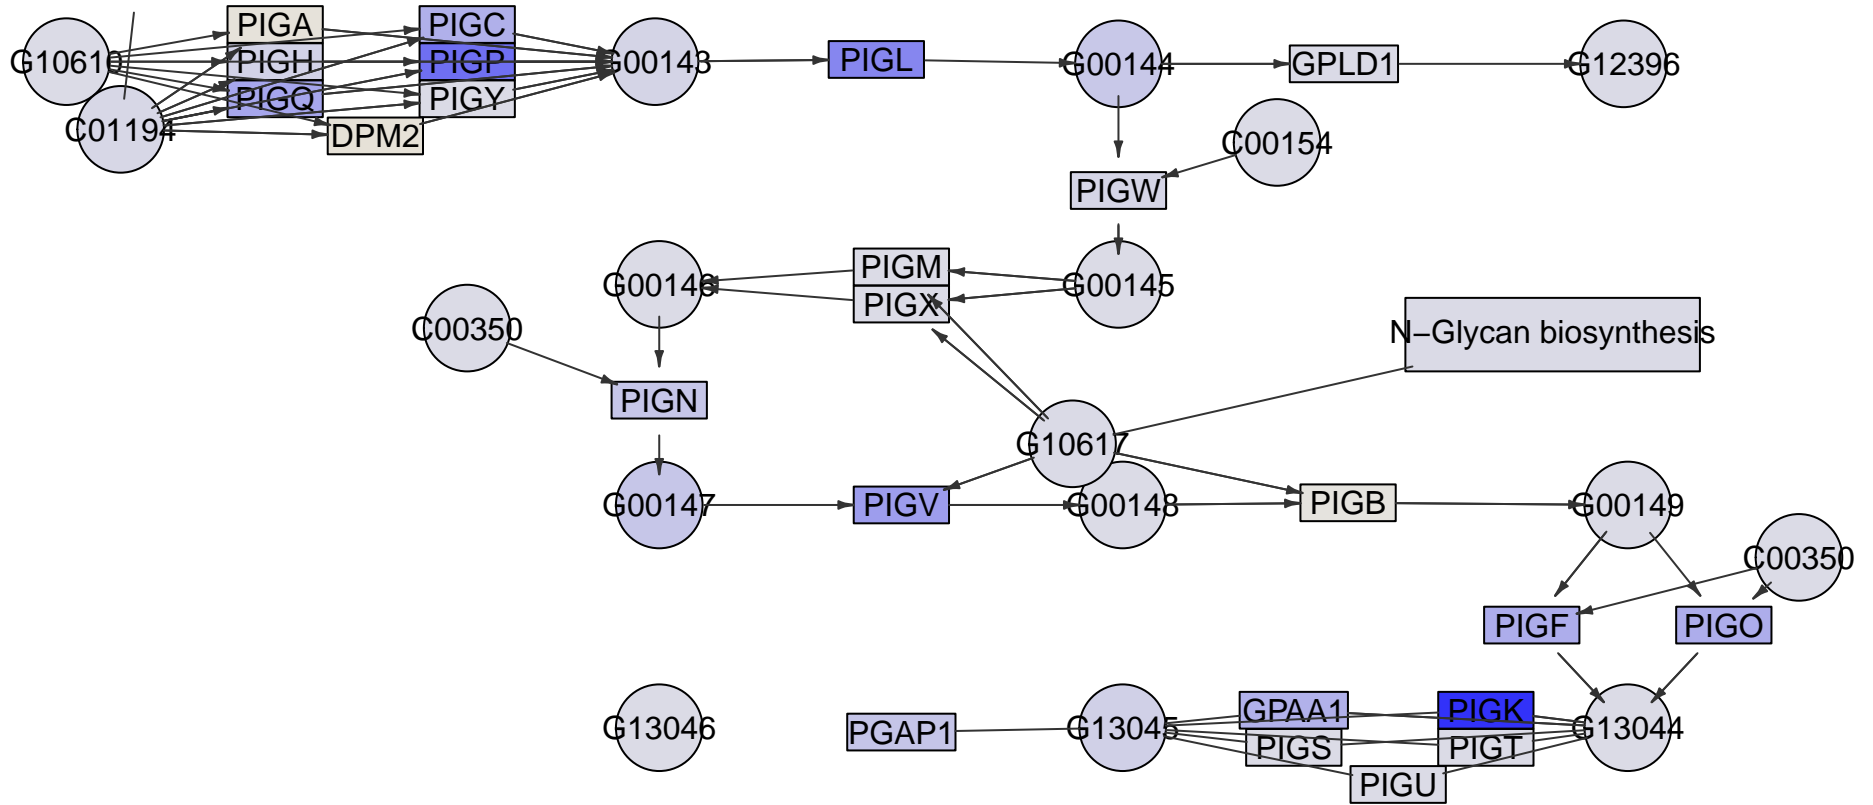 PIGA
PIGC
G10610
PIGH
PIGP
G00143
PIGL
G00144
GPLD1
G12396
PIGQ
PIGY
C01194
DPM2
C00154
PIGW
PIGM
G00146
G00145
PIGX
C00350
N−Glycan biosynthesis
PIGN
G10617
G00147
PIGV
G00148
PIGB
G00149
C00350
PIGF
PIGO
GPAA1
PIGK
G13046
PGAP1
G13045
G13044
PIGS
PIGT
PIGU